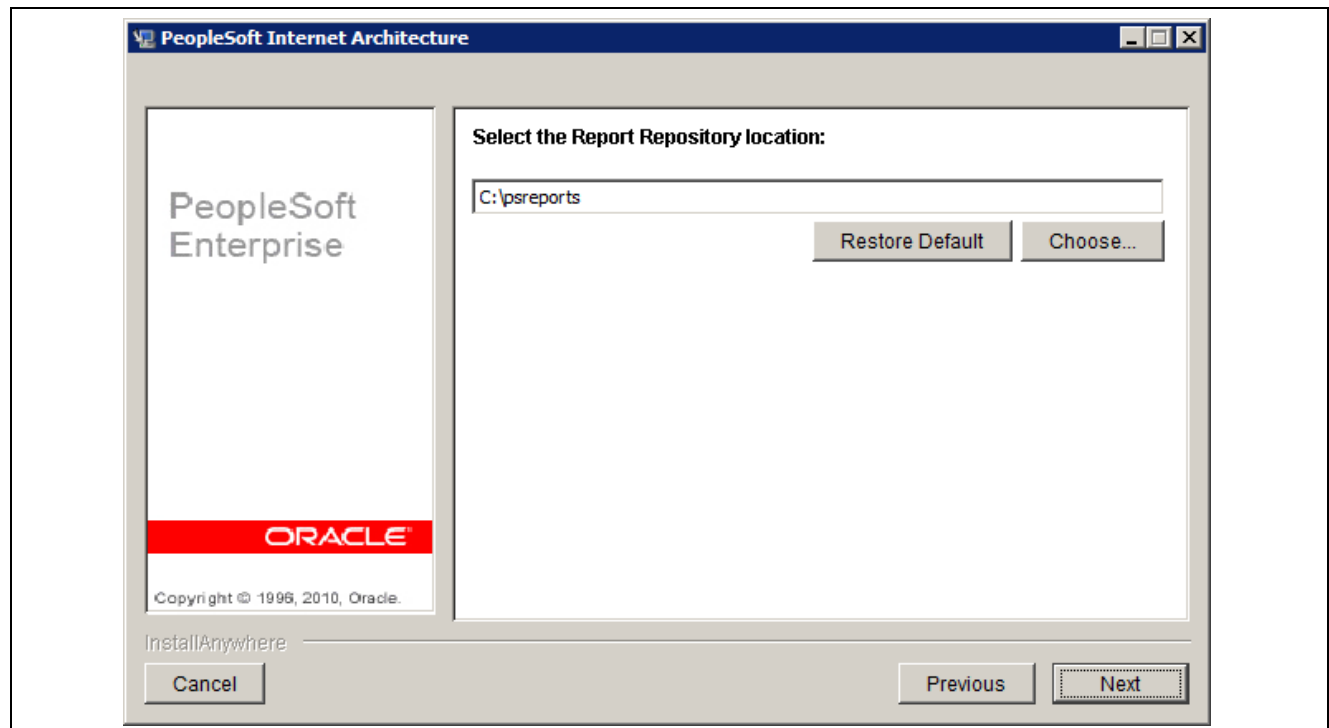 PeopleSoft Internet Architecture
Select the Report Repository location:
C:\psreports
Restore Default
Choose...
PeopleSoft
Enterprise
ORACLE
Copyright © 1996, 2010, Oracle.
InstallAnywhere
Cancel
Previous
Next